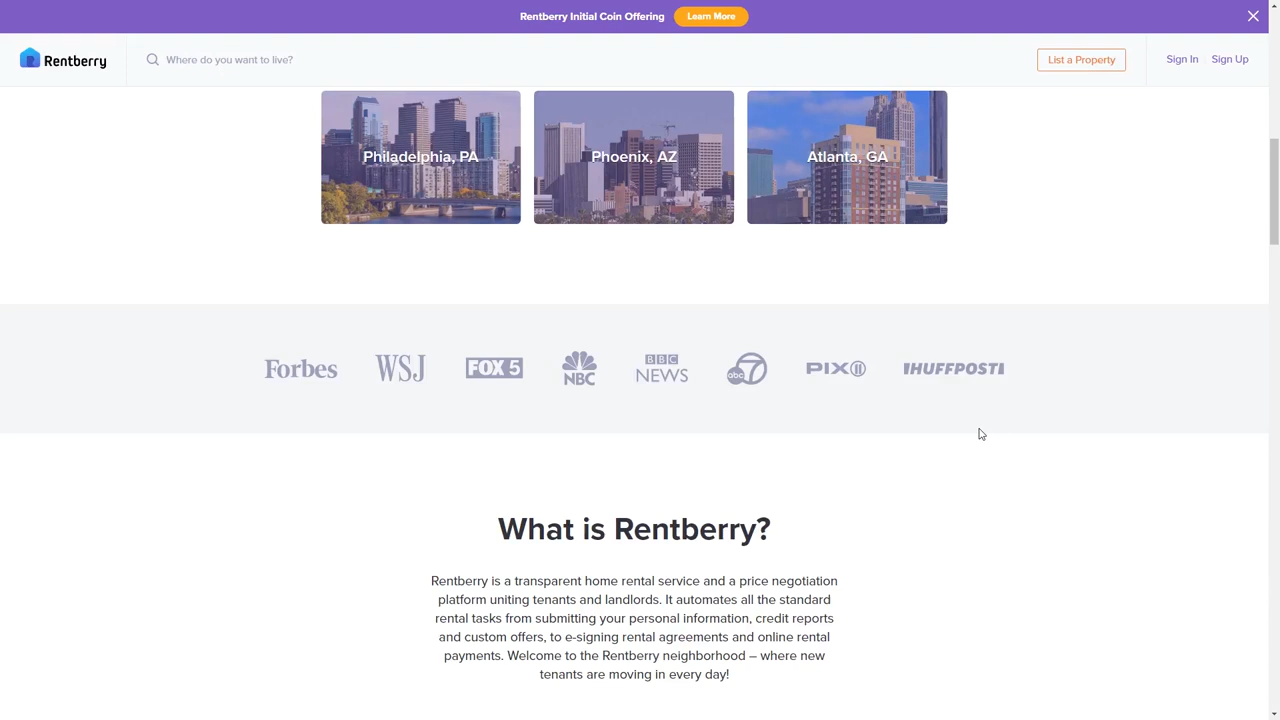 Rentberry Initial Coin Offering Learn More
Rentberry Where do you want to live? List a Property Sign In Sign Up
Philadelphia, PA Phoenix, AZ Atlanta, GA
Forbes WSJ FOX 5 NBC BBC NEWS abc 7 PIX 11 HUFFPOST
What is Rentberry?
Rentberry is a transparent home rental service and a price negotiation
platform uniting tenants and landlords. It automates all the standard
rental tasks from submitting your personal information, credit reports
and custom offers, to e-signing rental agreements and online rental
payments. Welcome to the Rentberry neighborhood – where new
tenants are moving in every day!